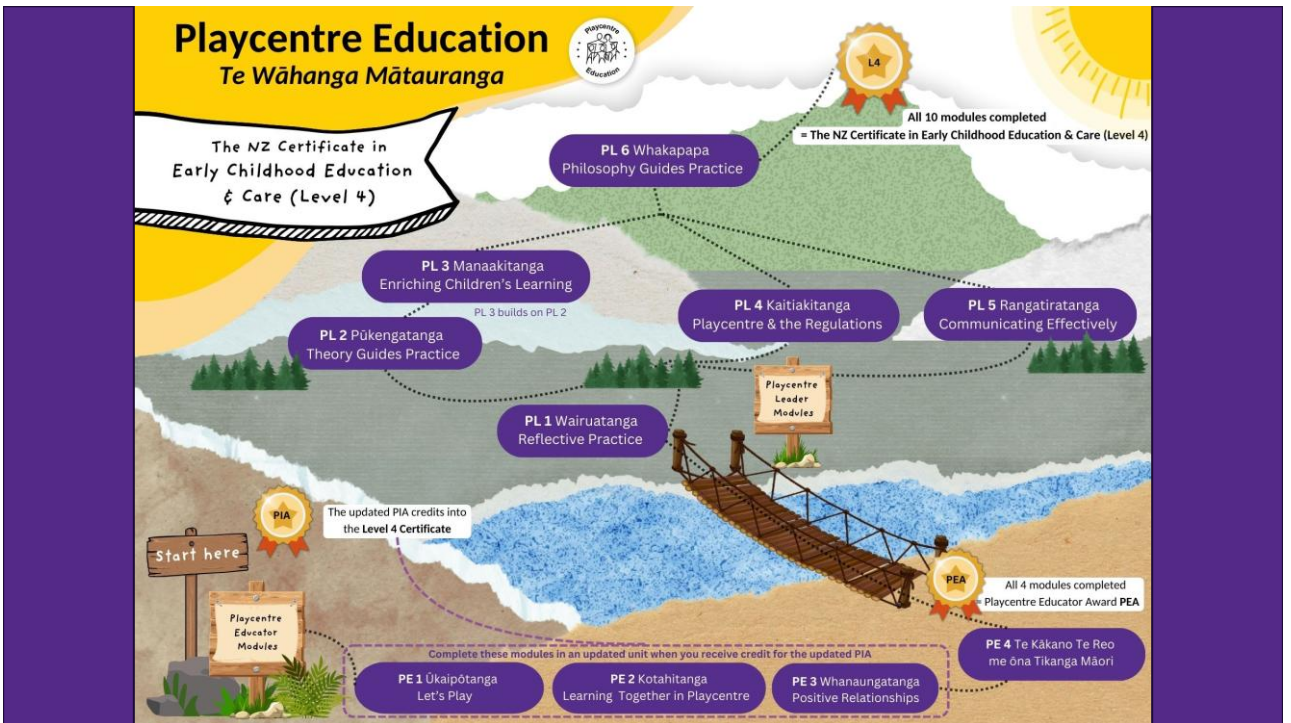 Playcentre Education
Te Wāhanga Mātauranga
Playcentre
Education
The NZ Certificate in
Early Childhood Education
& Care (Level 4)
L4
All 10 modules completed
= The NZ Certificate in Early Childhood Education & Care (Level 4)
PL 6 Whakapapa
Philosophy Guides Practice
PL 3 Manaakitanga
Enriching Children's Learning
PL 3 builds on PL 2
PL 4 Kaitiakitanga
Playcentre & the Regulations
PL 5 Rangatiratanga
Communicating Effectively
PL 2 Pūkengatanga
Theory Guides Practice
Playcentre
Leader
Modules
PL 1 Wairuatanga
Reflective Practice
PIA
The updated PIA credits into
the Level 4 Certificate
Start here
Playcentre
Educator
Modules
PEA
All 4 modules completed
= Playcentre Educator Award PEA
PE 4 Te Kākano Te Reo
me ōna Tikanga Māori
Complete these modules in an updated unit when you receive credit for the updated PIA
PE 1 Ūkaipōtanga
Let's Play
PE 2 Kotahitanga
Learning Together in Playcentre
PE 3 Whanaungatanga
Positive Relationships